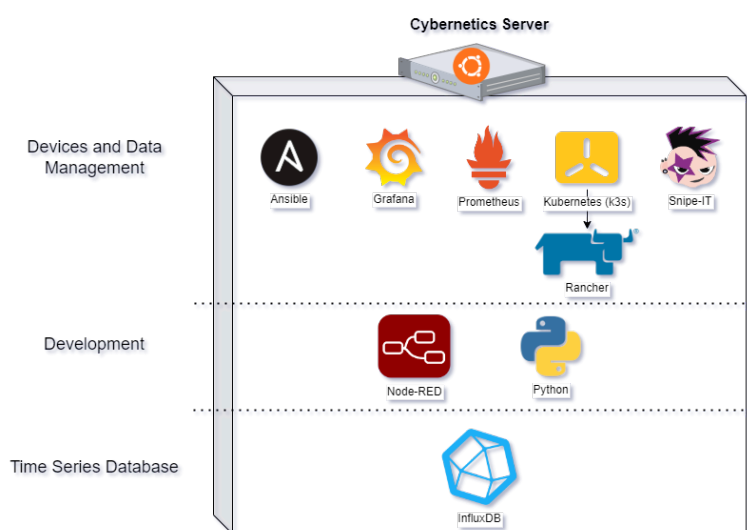 Cybernetics Server
Devices and Data
Management
Ansible
Grafana
Prometheus
Kubernetes (k3s)
Snipe-IT
Rancher
Development
Node-RED
Python
Time Series Database
InfluxDB